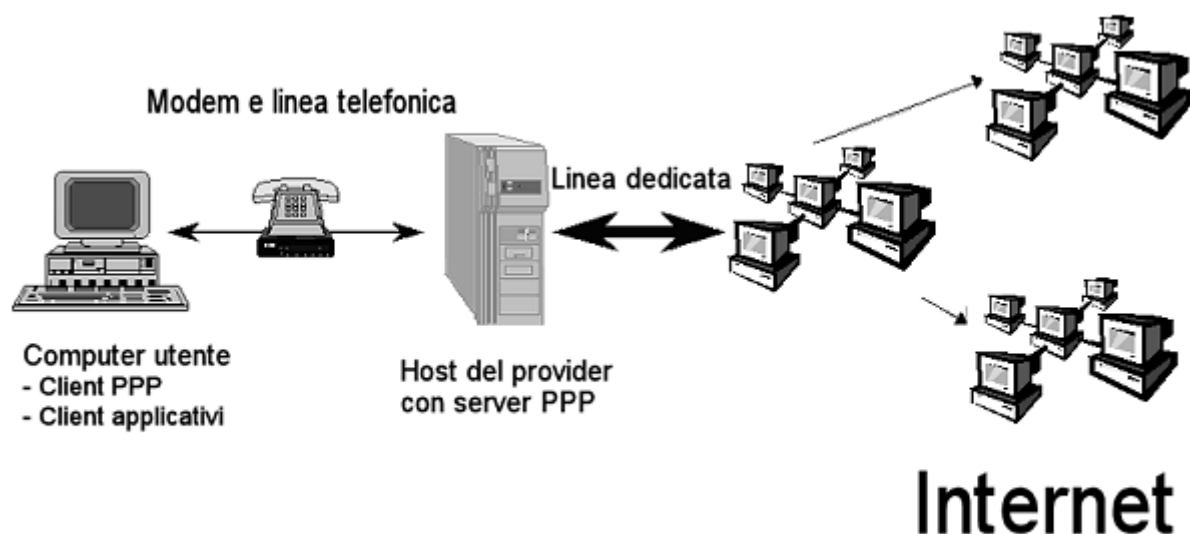 Modem e linea telefonica
Linea dedicata
Computer utente
- Client PPP
- Client applicativi
Host del provider
con server PPP
Internet